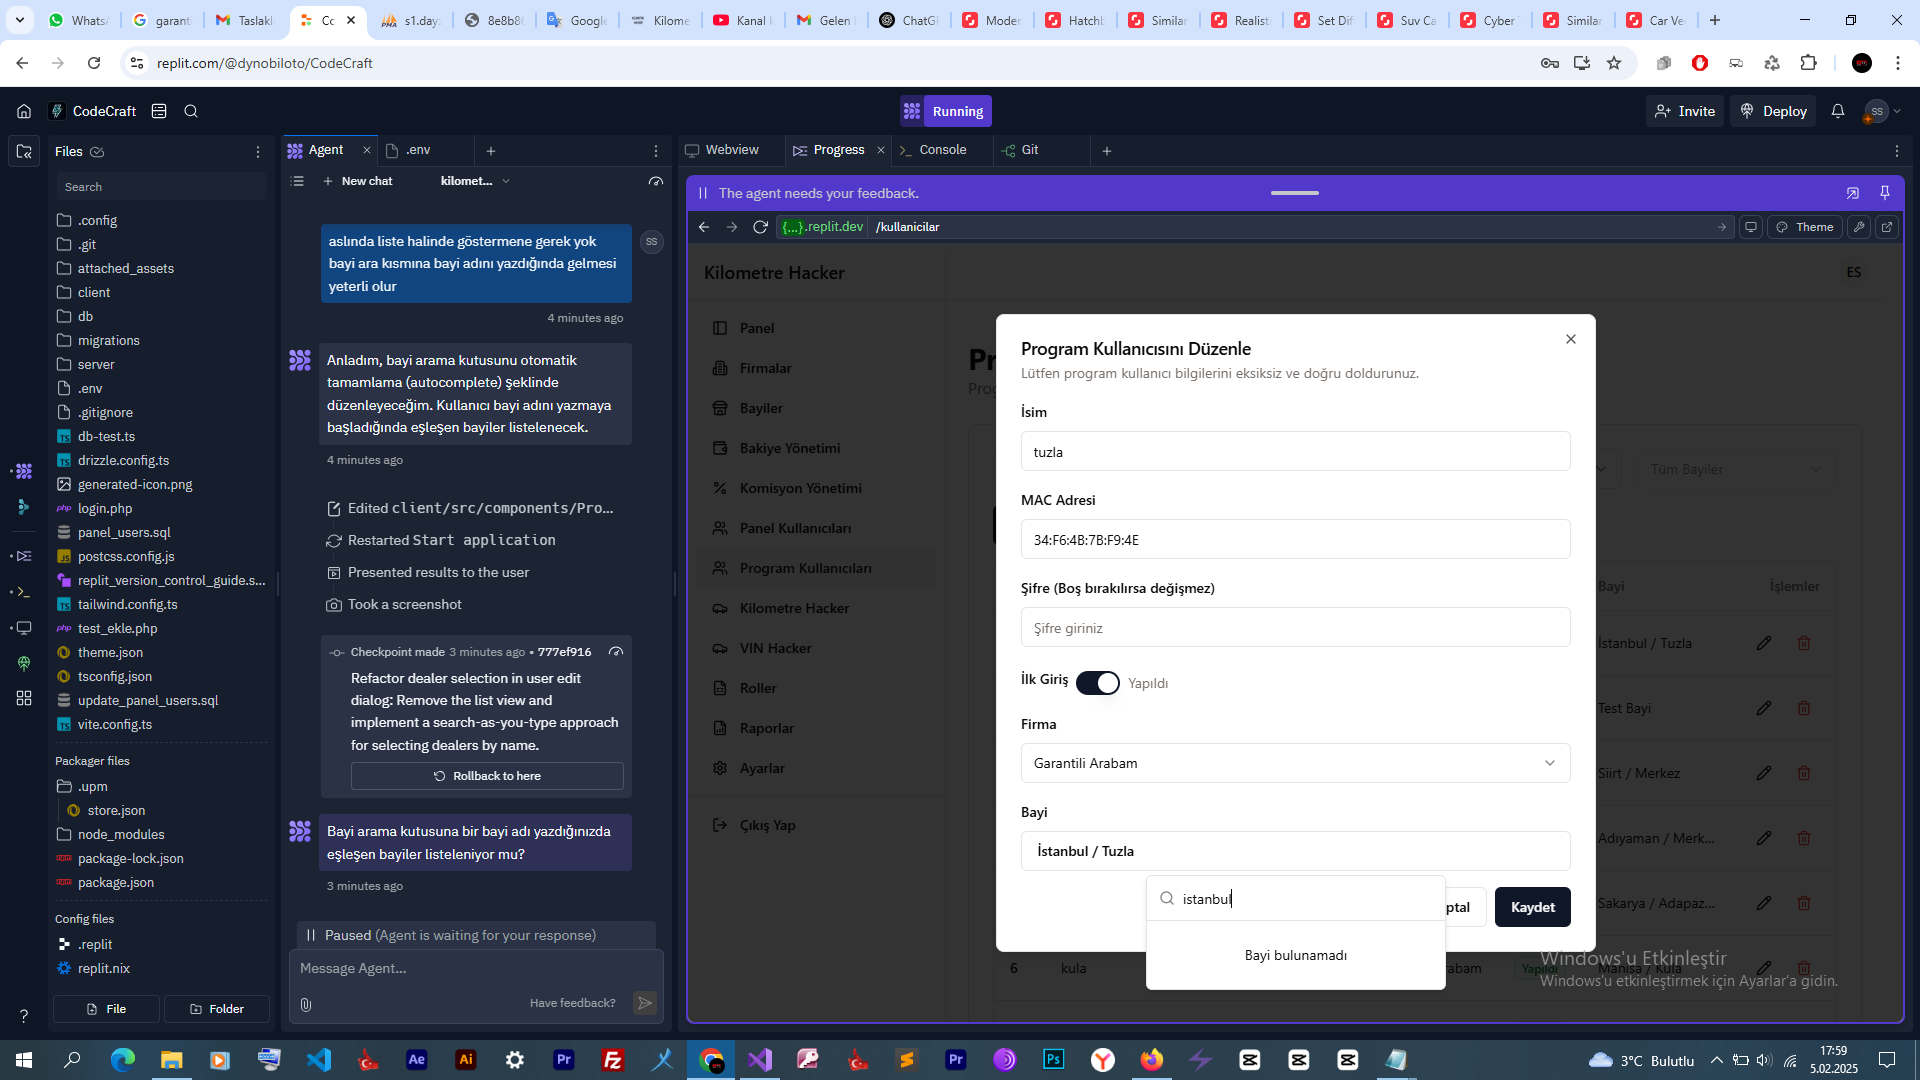 WhatsA
garanti
Taslakla
Co
s1.dayz
8e8b8
Google
Kilome
Kanal i
Gelen
ChatG
Moder
Hatchb
Similar
Realist
Set Dif
Suv Ca
Cyber
Similar
Car Ve
replit.com/@dynobiloto/CodeCraft
CodeCraft
Running
Invite
Deploy
SS
Files
Agent
.env
Webview
Progress
Console
Git
Search
New chat
kilomet...
The agent needs your feedback.
{...}.replit.dev
/kullanicilar
Theme
.config
.git
attached_assets
client
db
migrations
server
.env
.gitignore
db-test.ts
drizzle.config.ts
generated-icon.png
login.php
panel_users.sql
postcss.config.js
replit_version_control_guide.s...
tailwind.config.ts
test_ekle.php
theme.json
tsconfig.json
update_panel_users.sql
vite.config.ts
Packager files
.upm
store.json
node_modules
package-lock.json
package.json
Config files
.replit
replit.nix
File
Folder
aslında liste halinde göstermene gerek yok
bayi ara kısmına bayi adını yazdığında gelmesi
yeterli olur
SS
4 minutes ago
Anladım, bayi arama kutusunu otomatik
tamamlama (autocomplete) şeklinde
düzenleyeceğim. Kullanıcı bayi adını yazmaya
başladığında eşleşen bayiler listelenecek.
4 minutes ago
Edited client/src/components/Pro...
Restarted Start application
Presented results to the user
Took a screenshot
Checkpoint made 3 minutes ago • 777ef916
Refactor dealer selection in user edit
dialog: Remove the list view and
implement a search-as-you-type approach
for selecting dealers by name.
Rollback to here
Bayi arama kutusuna bir bayi adı yazdığınızda
eşleşen bayiler listeleniyor mu?
3 minutes ago
Paused (Agent is waiting for your response)
Message Agent...
Have feedback?
Kilometre Hacker
ES
Panel
Firmalar
Bayiler
Bakiye Yönetimi
Komisyon Yönetimi
Panel Kullanıcıları
Program Kullanıcıları
Kilometre Hacker
VIN Hacker
Roller
Raporlar
Ayarlar
Çıkış Yap
Pr
Prog
Tüm Bayiler
Bayi
İşlemler
İstanbul / Tuzla
Test Bayi
Siirt / Merkez
Adıyaman / Merk...
Sakarya / Adapaz...
6
kula
rabam
Yapıldı
Manisa / Kula
Program Kullanıcısını Düzenle
Lütfen program kullanıcı bilgilerini eksiksiz ve doğru doldurunuz.
İsim
tuzla
MAC Adresi
34:F6:4B:7B:F9:4E
Şifre (Boş bırakılırsa değişmez)
Şifre giriniz
İlk Giriş
Yapıldı
Firma
Garantili Arabam
Bayi
İstanbul / Tuzla
istanbul
Bayi bulunamadı
ptal
Kaydet
Windows'u Etkinleştir
Windows'u etkinleştirmek için Ayarlar'a gidin.
3°C Bulutlu
17:59
5.02.2025